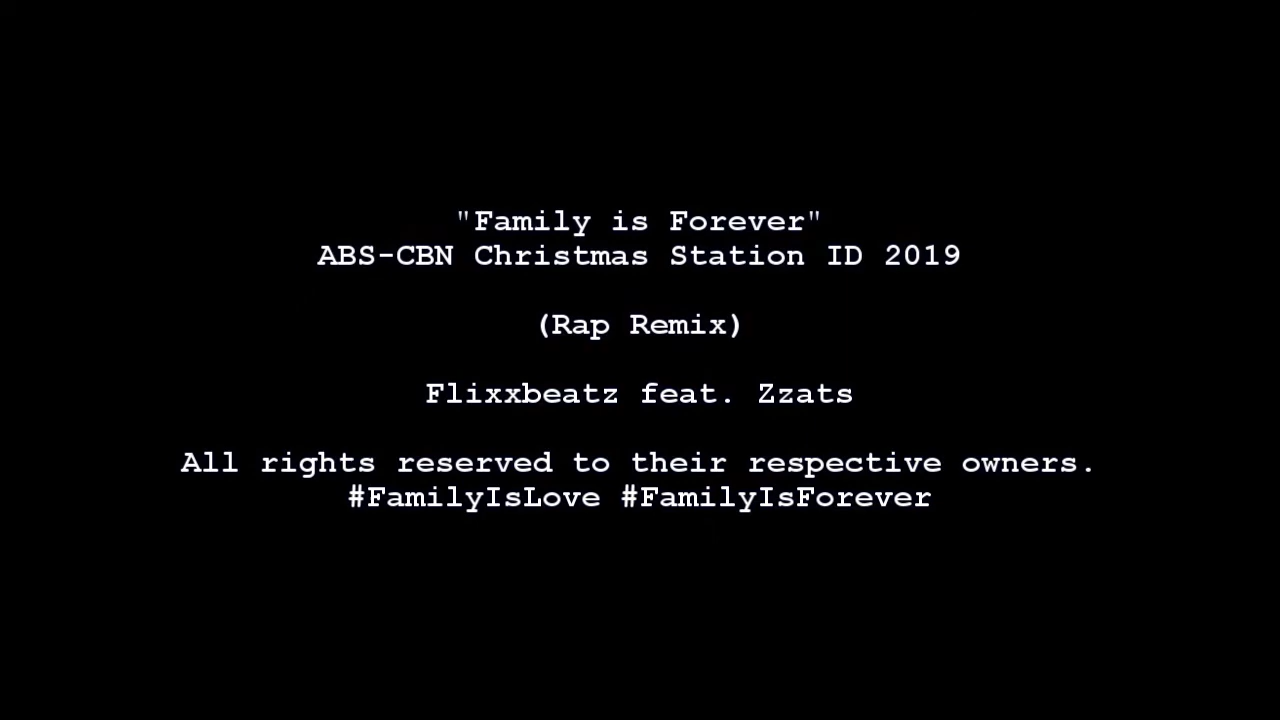 "Family is Forever"
ABS-CBN Christmas Station ID 2019
(Rap Remix)
Flixxbeatz feat. Zzats
All rights reserved to their respective owners.
#FamilyIsLove #FamilyIsForever